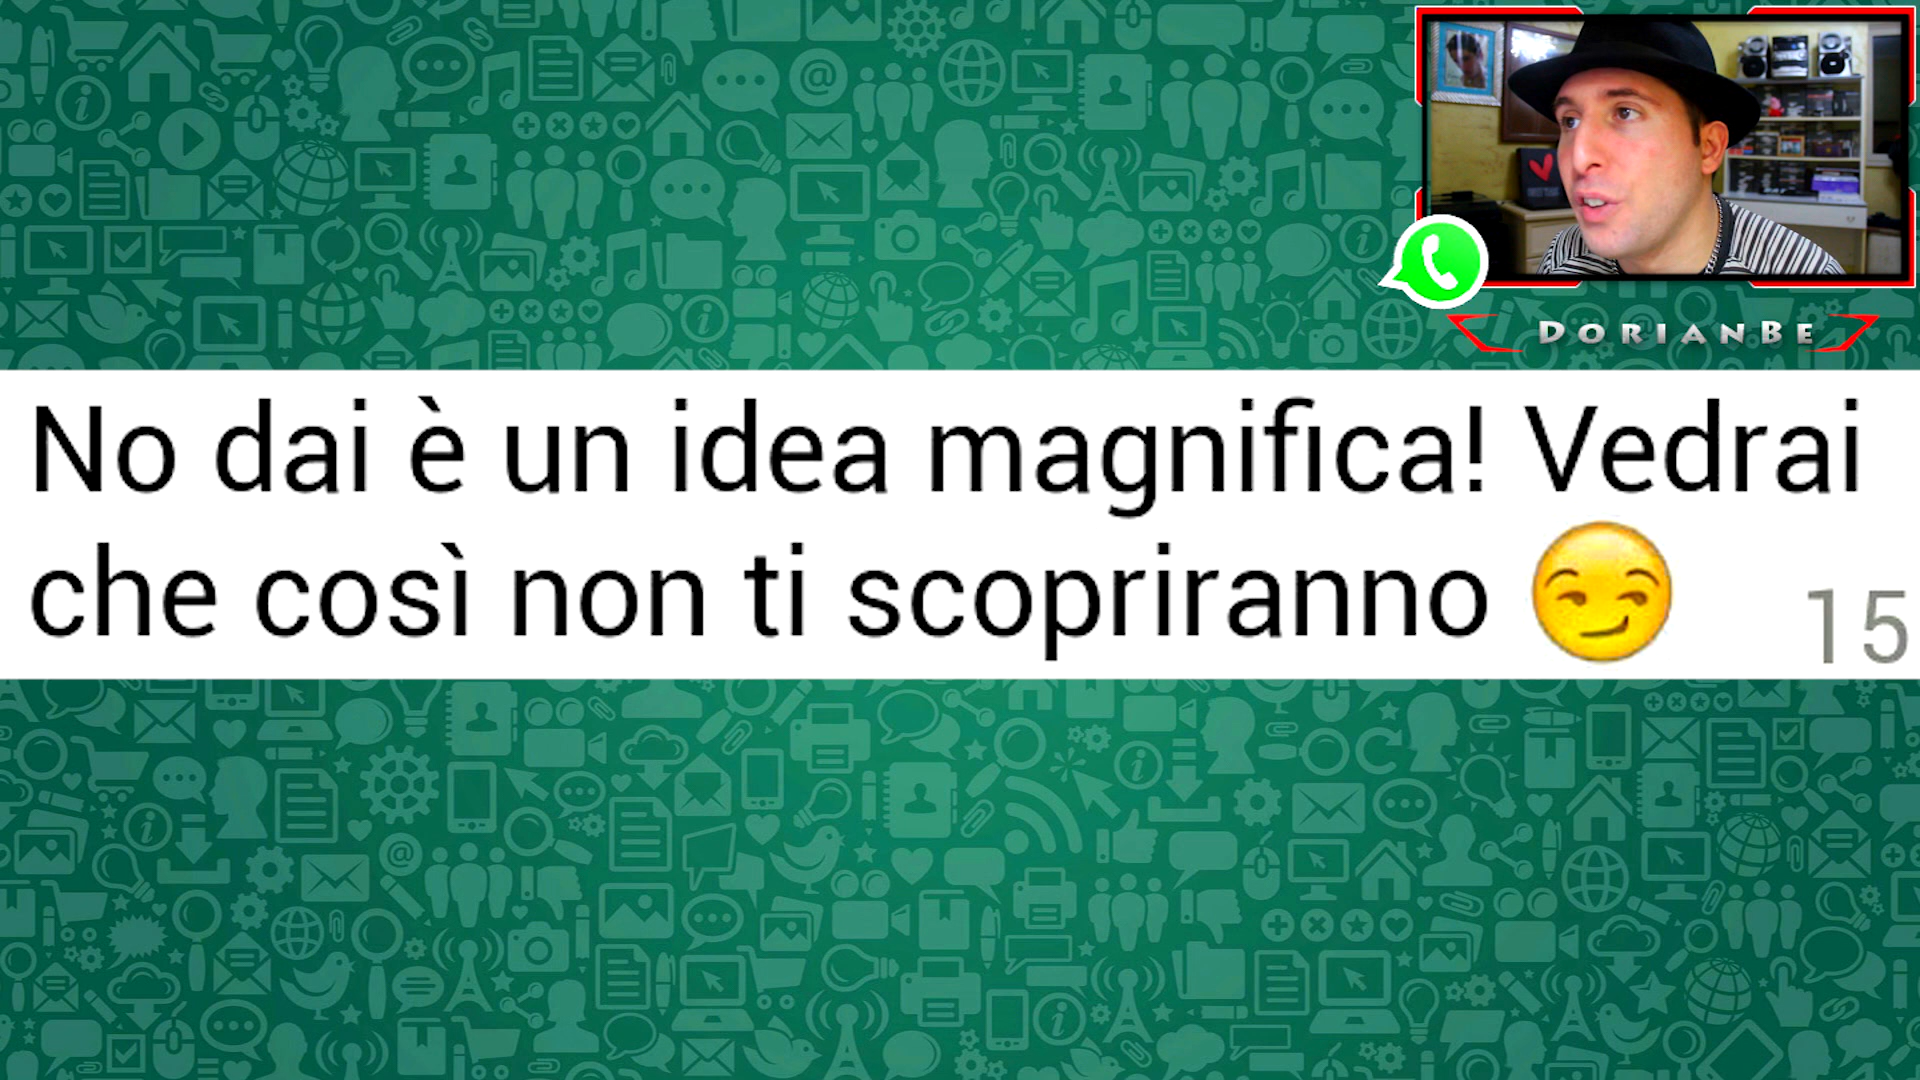 DORIANBE
No dai è un idea magnifica! Vedrai
che così non ti scopriranno 😏 15